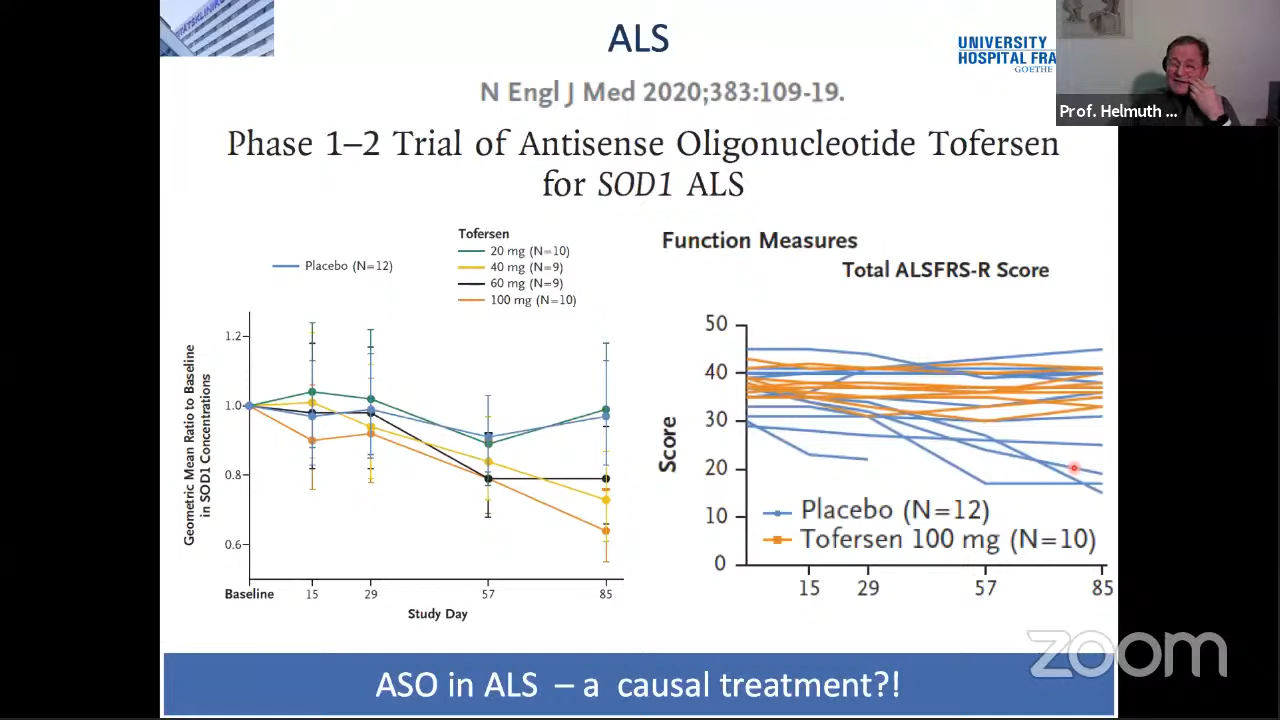 ALS
UNIVERSITY
HOSPITAL FRA
GOETHE
Prof. Helmuth ...
N Engl J Med 2020;383:109-19.
Phase 1–2 Trial of Antisense Oligonucleotide Tofersen
for SOD1 ALS
Tofersen
20 mg (N=10)
40 mg (N=9)
60 mg (N=9)
100 mg (N=10)
Placebo (N=12)
Geometric Mean Ratio to Baseline
in SOD1 Concentrations
1.2
1.0
0.8
0.6
Baseline
15
29
57
85
Study Day
Function Measures
Total ALSFRS-R Score
Score
50
40
30
20
10
0
Placebo (N=12)
Tofersen 100 mg (N=10)
15
29
57
85
zoom
ASO in ALS – a causal treatment?!